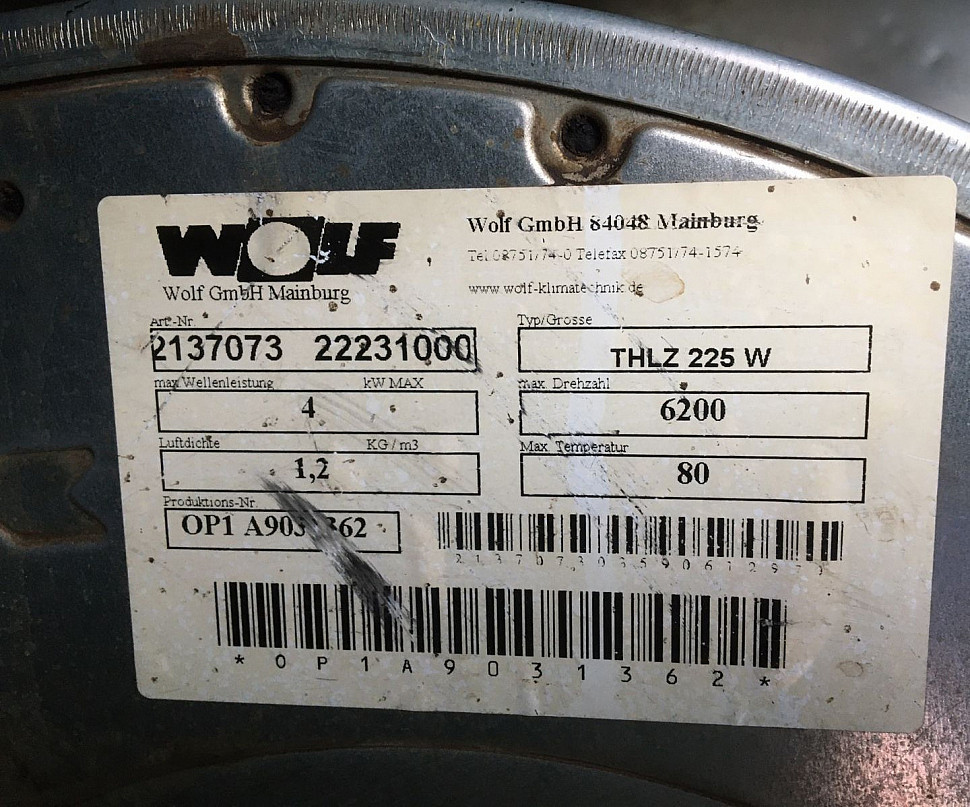 WOLF
Wolf GmbH Mainburg
Wolf GmbH 84048 Mainburg
Tel 08751/74-0 Telefax 08751/74-1574
www.wolf-klimatechnik.de
Art-Nr.
2137073 22231000
Typ/Grosse
THLZ 225 W
max Wellenleistung kW MAX
4
max. Drehzahl
6200
Luftdichte KG / m3
1,2
Max Temperatur
80
Produktions-Nr.
OP1
*OP1A9031362*